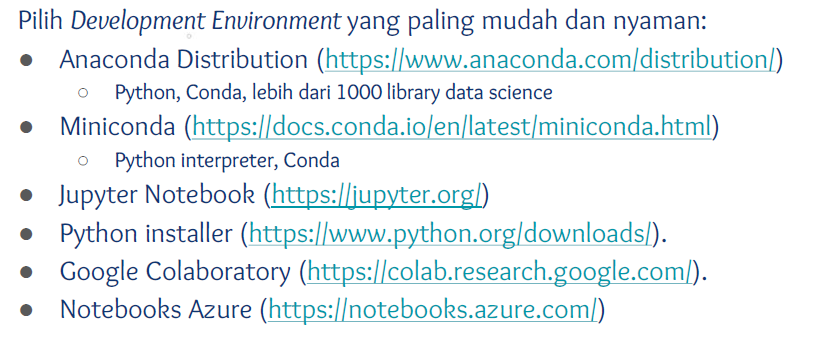 Pilih Development Environment yang paling mudah dan nyaman:
● Anaconda Distribution (https://www.anaconda.com/distribution/)
○ Python, Conda, lebih dari 1000 library data science
● Miniconda (https://docs.conda.io/en/latest/miniconda.html)
○ Python interpreter, Conda
● Jupyter Notebook (https://jupyter.org/)
● Python installer (https://www.python.org/downloads/).
● Google Colaboratory (https://colab.research.google.com/).
● Notebooks Azure (https://notebooks.azure.com/)